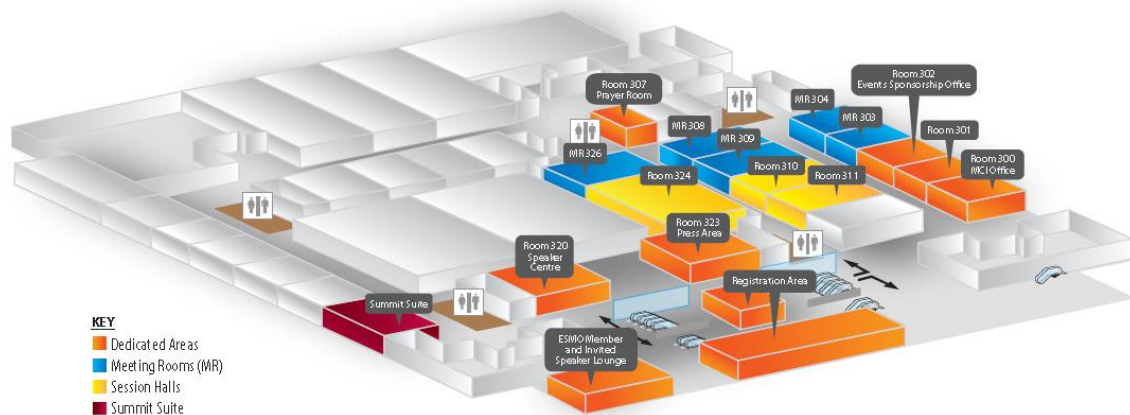 Room 302
Events Sponsorship Office
Room 307
Prayer Room
MR 304
MR 303
Room 301
MR 308
MR 309
Room 300
MCI Office
MR 326
Room 310
Room 324
Room 311
Room 323
Press Area
Room 320
Speaker
Centre
Registration Area
Summit Suite
ESMO Member
and Invited
Speaker Lounge
KEY
Dedicated Areas
Meeting Rooms (MR)
Session Halls
Summit Suite